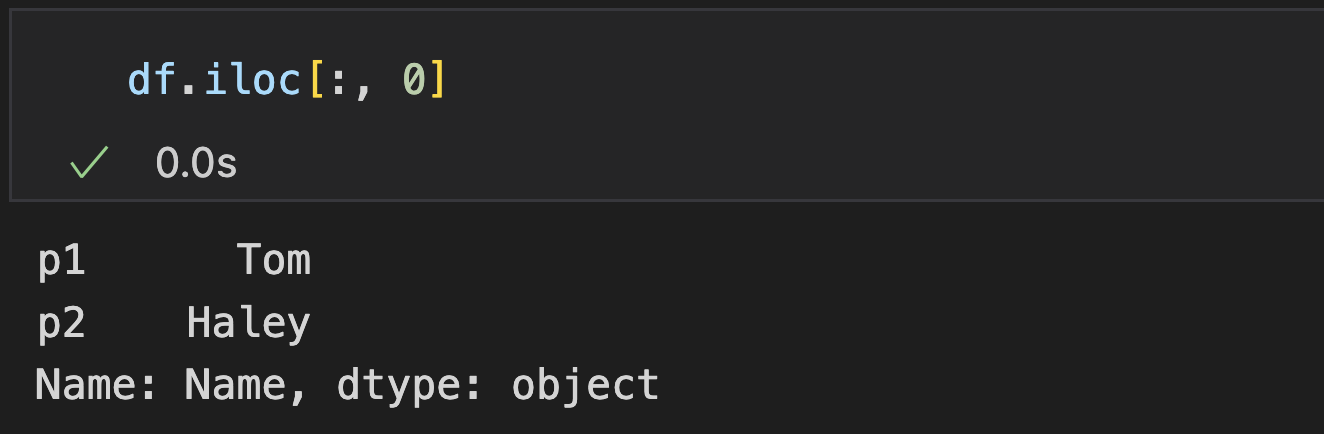 df.iloc[:, 0]
0.0s
p1      Tom
p2    Haley
Name: Name, dtype: object